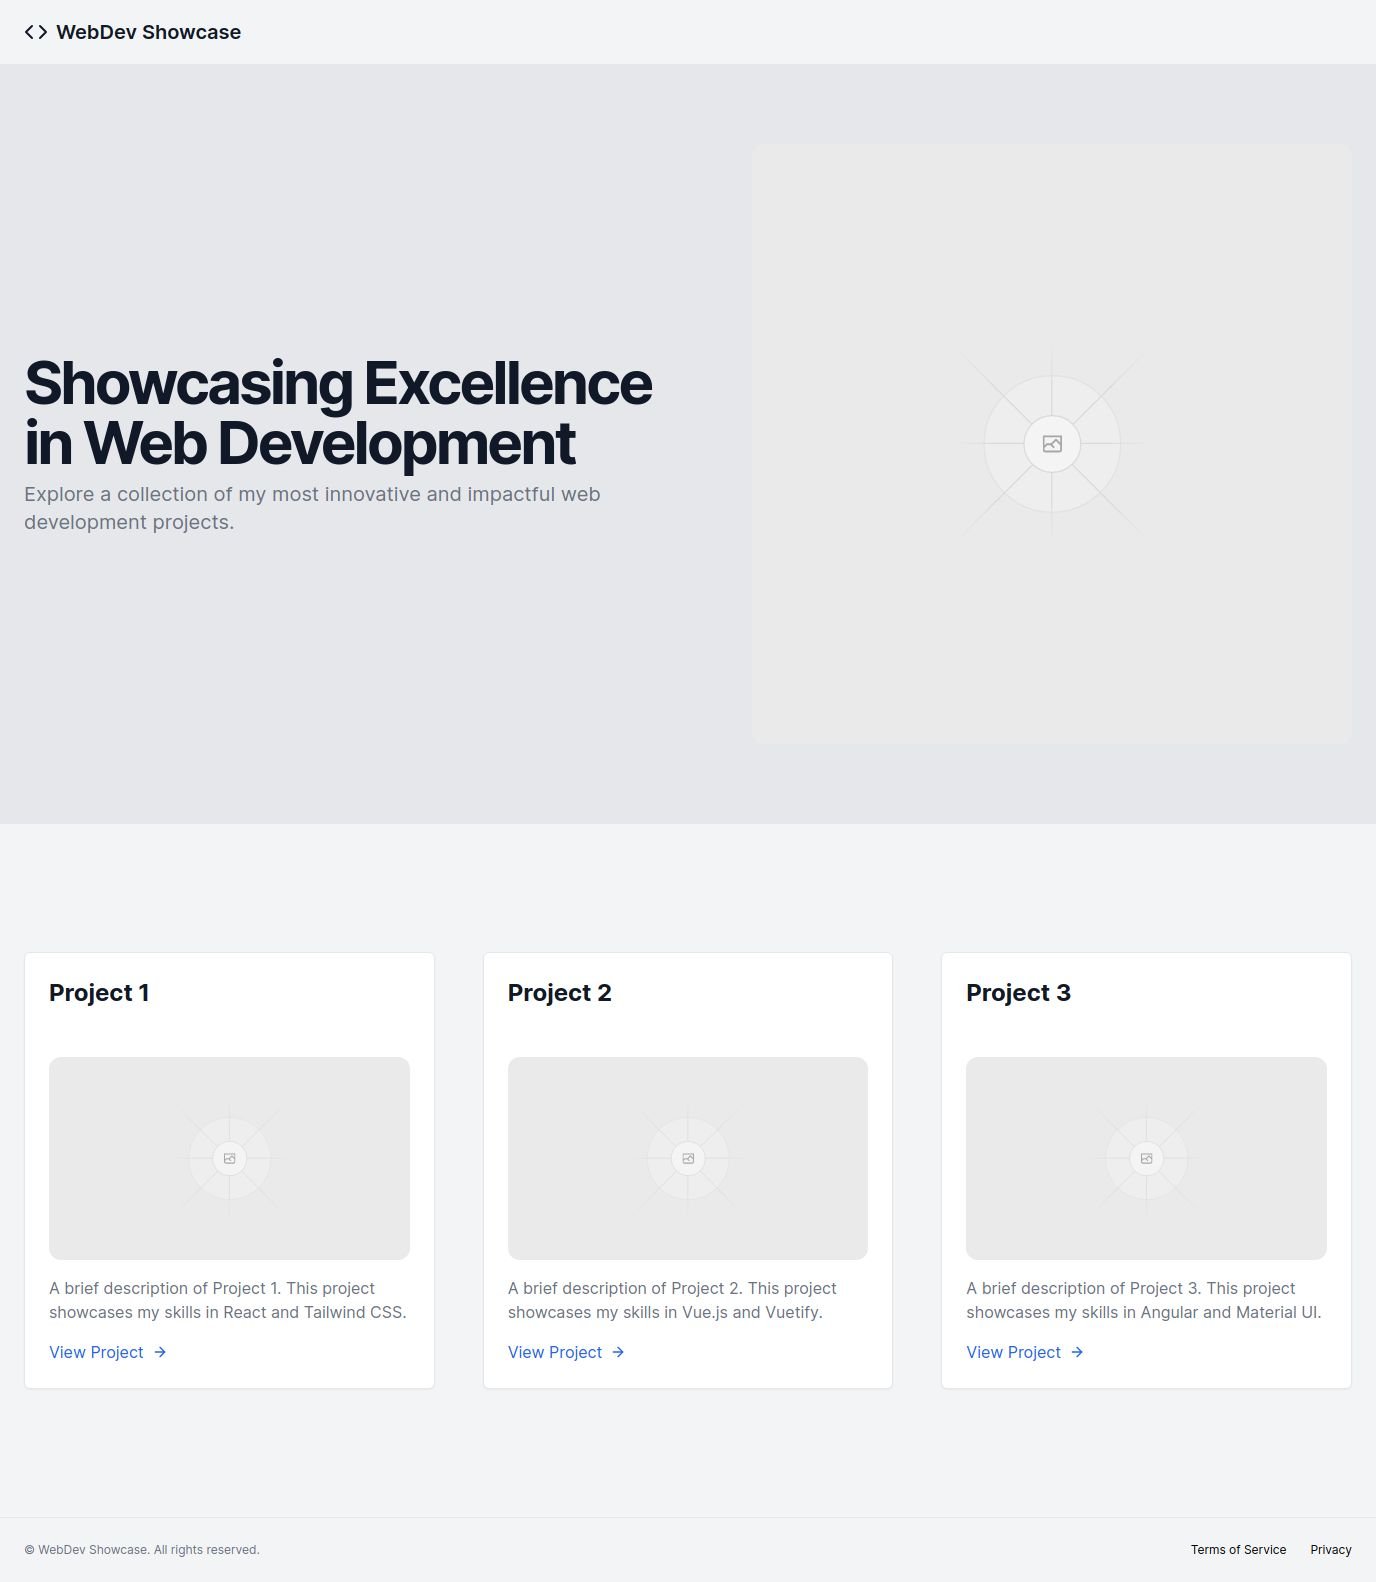 WebDev Showcase
Showcasing Excellence
in Web Development
Explore a collection of my most innovative and impactful web
development projects.
Project 1
A brief description of Project 1. This project
showcases my skills in React and Tailwind CSS.
View Project
Project 2
A brief description of Project 2. This project
showcases my skills in Vue.js and Vuetify.
View Project
Project 3
A brief description of Project 3. This project
showcases my skills in Angular and Material UI.
View Project
© WebDev Showcase. All rights reserved.
Terms of Service
Privacy